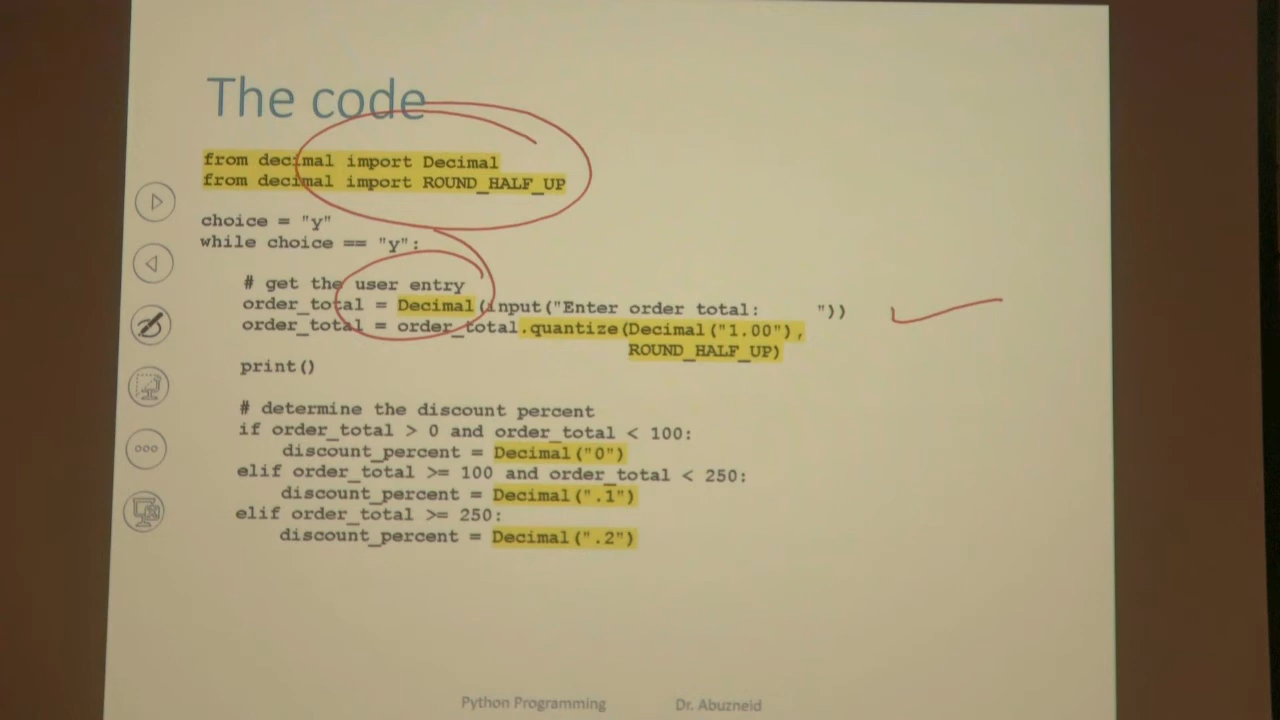 The code
from decimal import Decimal
from decimal import ROUND_HALF_UP
choice = "y"
while choice == "y":
# get the user entry
order_total = Decimal(input("Enter order total:     "))
order_total = order_total.quantize(Decimal("1.00"),
ROUND_HALF_UP)
print()
# determine the discount percent
if order_total > 0 and order_total < 100:
discount_percent = Decimal("0")
elif order_total >= 100 and order_total < 250:
discount_percent = Decimal(".1")
elif order_total >= 250:
discount_percent = Decimal(".2")
Python Programming Dr. Abuzneid